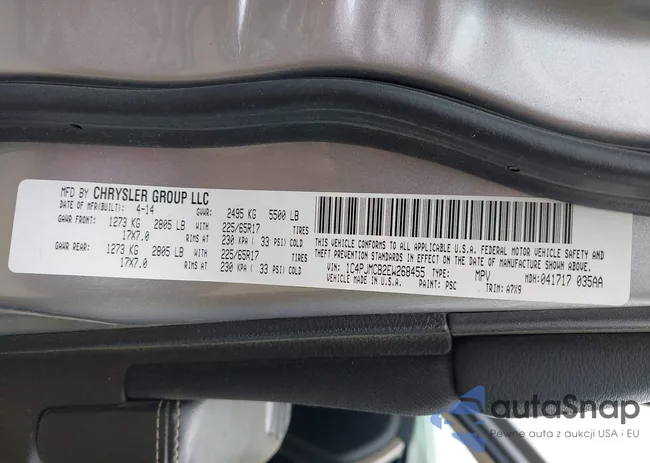 MFD BY CHRYSLER GROUP LLC
DATE OF MFR(BUILT): 4-14 GVWR: 2495 KG 5500 LB
GAWR FRONT: 1273 KG 2805 LB WITH 225/65R17 TIRES
17X7.0 RIMS AT 230 KPA ( 33 PSI) COLD
GAWR REAR: 1273 KG 2805 LB WITH 225/65R17 TIRES
17X7.0 RIMS AT 230 KPA ( 33 PSI) COLD
THIS VEHICLE CONFORMS TO ALL APPLICABLE U.S.A. FEDERAL MOTOR VEHICLE SAFETY, BUMPER, AND
THEFT PREVENTION STANDARDS IN EFFECT ON THE DATE OF MANUFACTURE SHOWN ABOVE.
VIN: 1C4PJMCB2EW268455 TYPE: MPV MDH: 041717 035AA
VEHICLE MADE IN U.S.A. PAINT: PSC TRIM: A7X9
autoSnap
Pewne auto z aukcji USA i EU